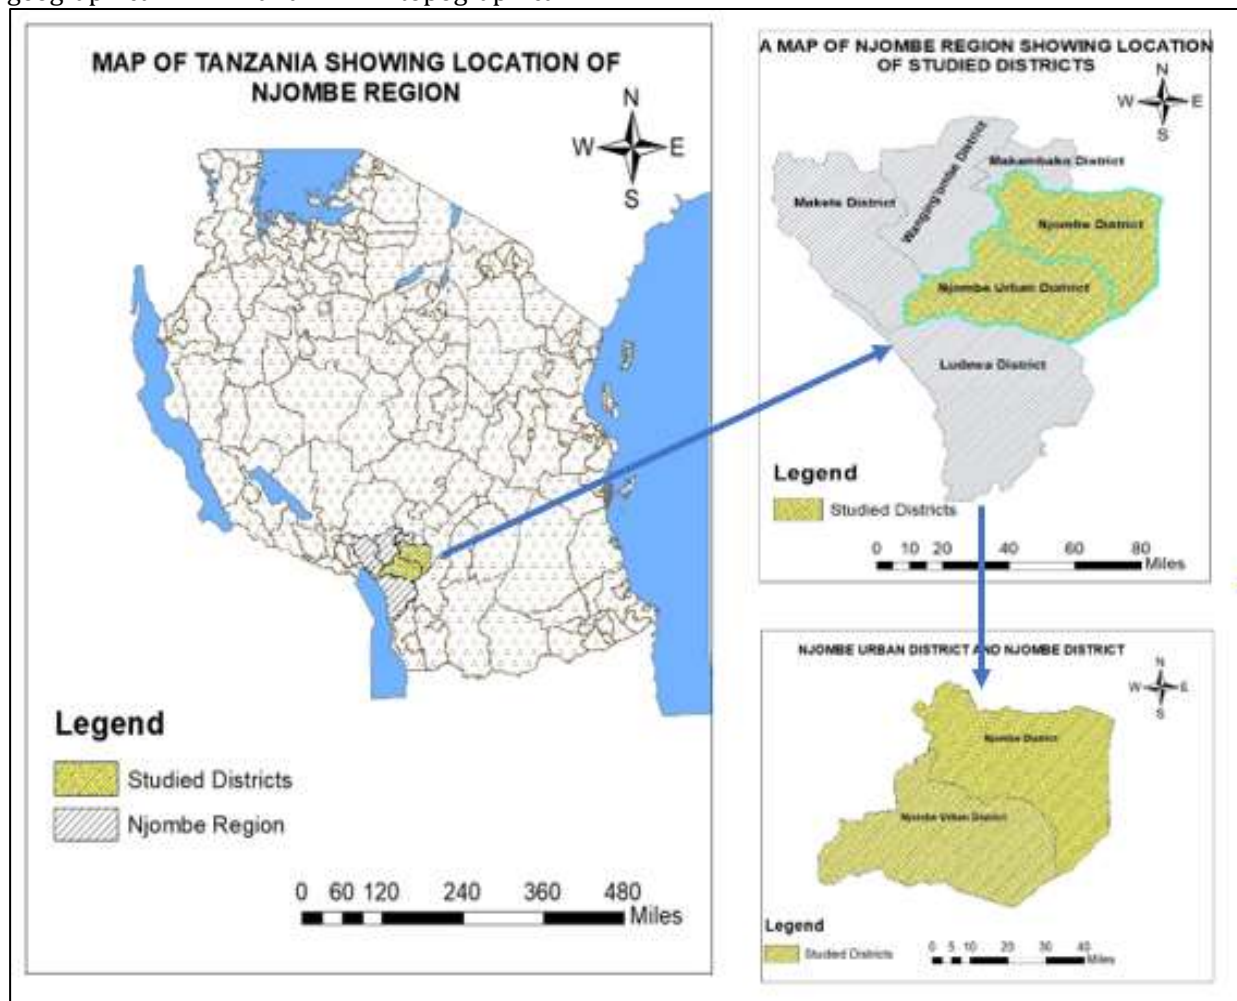 MAP OF TANZANIA SHOWING LOCATION OF
NJOMBE REGION
N
W E
S
Legend
Studied Districts
Njombe Region
0 60 120 240 360 480
Miles
A MAP OF NJOMBE REGION SHOWING LOCATION
OF STUDIED DISTRICTS
N
W E
S
Makambako District
Wanging'ombe District
Makete District
Njombe District
Njombe Urban District
Ludewa District
Legend
Studied Districts
0 10 20 40 60 80
Miles
NJOMBE URBAN DISTRICT AND NJOMBE DISTRICT
N
W E
S
Njombe District
Njombe Urban District
Legend
Studied Districts
0 5 10 20 30 40
Miles